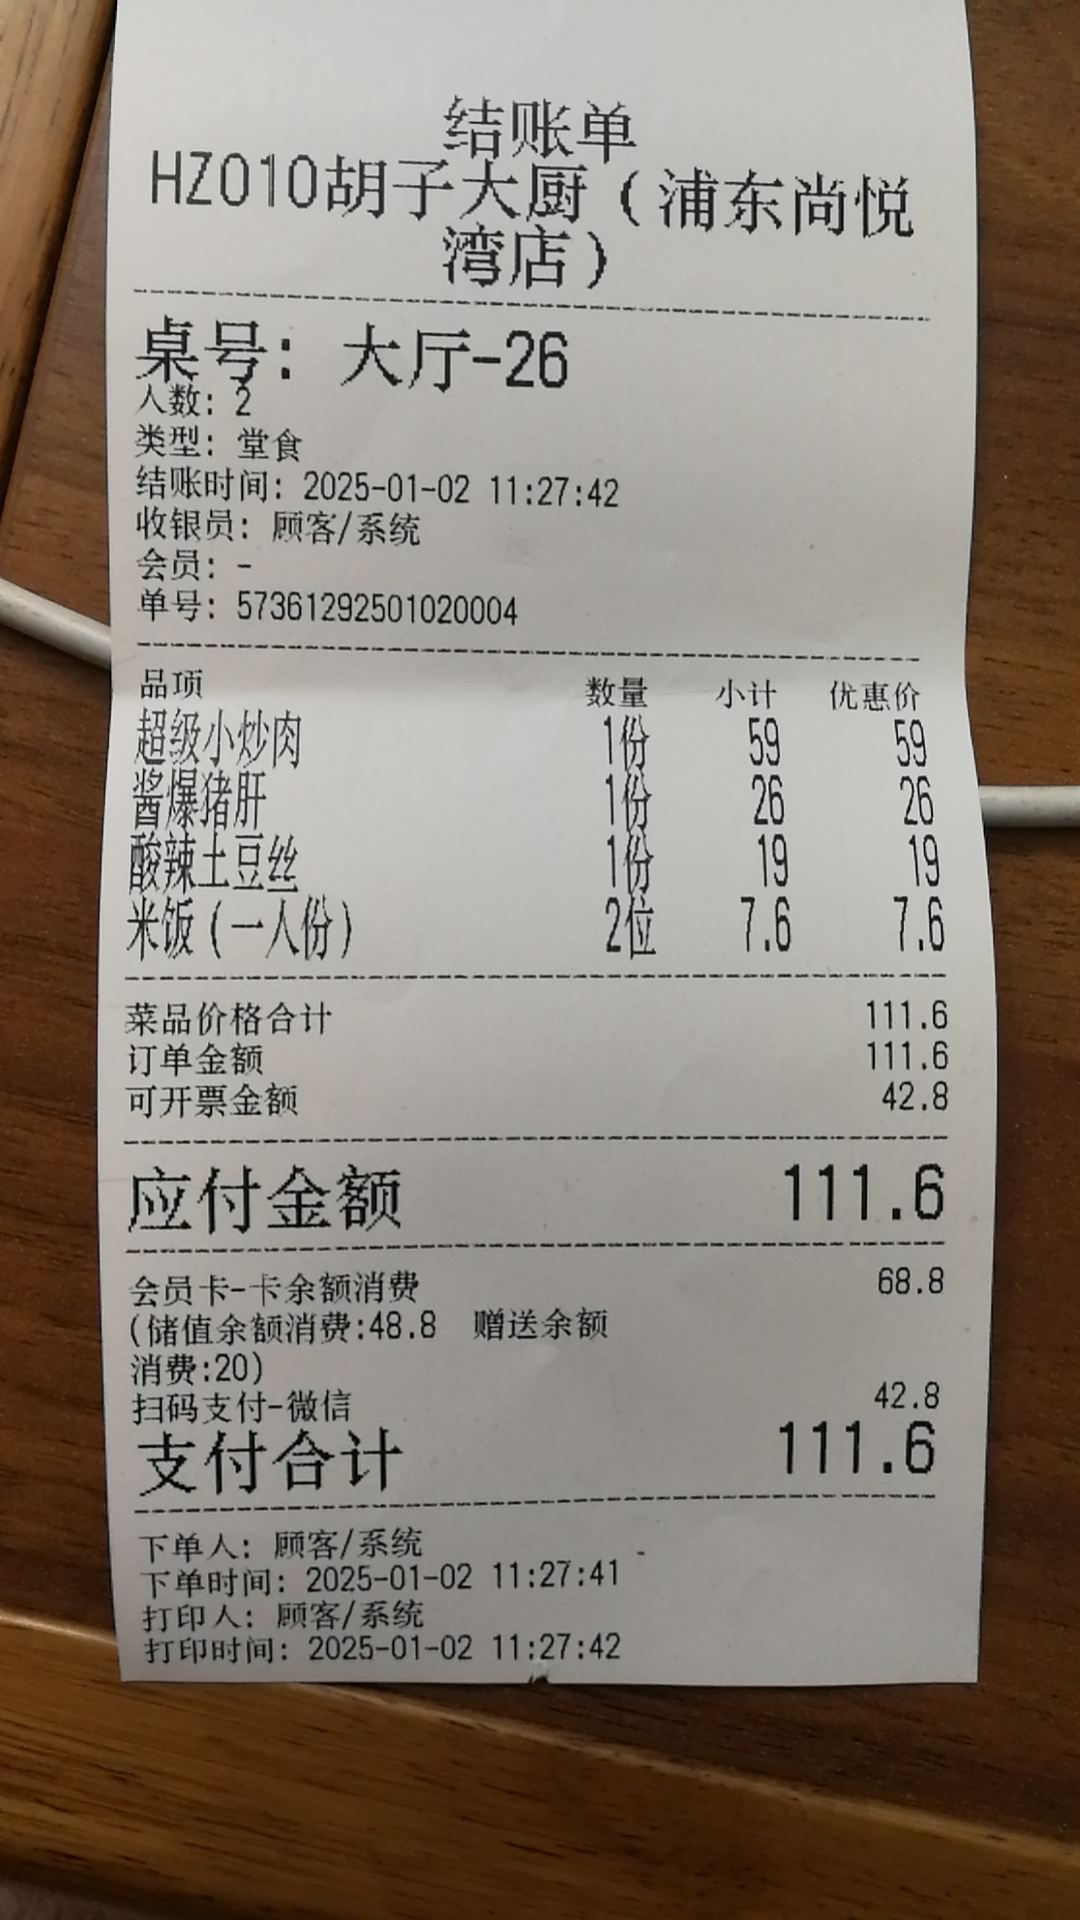 结账单
HZ010胡子大厨（浦东尚悦
湾店）
桌号：大厅-26
人数：2
类型：堂食
结账时间：2025-01-02 11:27:42
收银员：顾客/系统
会员：-
单号：57361292501020004
品项 数量 小计 优惠价
超级小炒肉 1份 59 59
酱爆猪肝 1份 26 26
酸辣土豆丝 1份 19 19
米饭（一人份） 2位 7.6 7.6
菜品价格合计 111.6
订单金额 111.6
可开票金额 42.8
应付金额 111.6
会员卡-卡余额消费 68.8
(储值余额消费:48.8 赠送余额
消费:20)
扫码支付-微信 42.8
支付合计 111.6
下单人：顾客/系统
下单时间：2025-01-02 11:27:41
打印人：顾客/系统
打印时间：2025-01-02 11:27:42